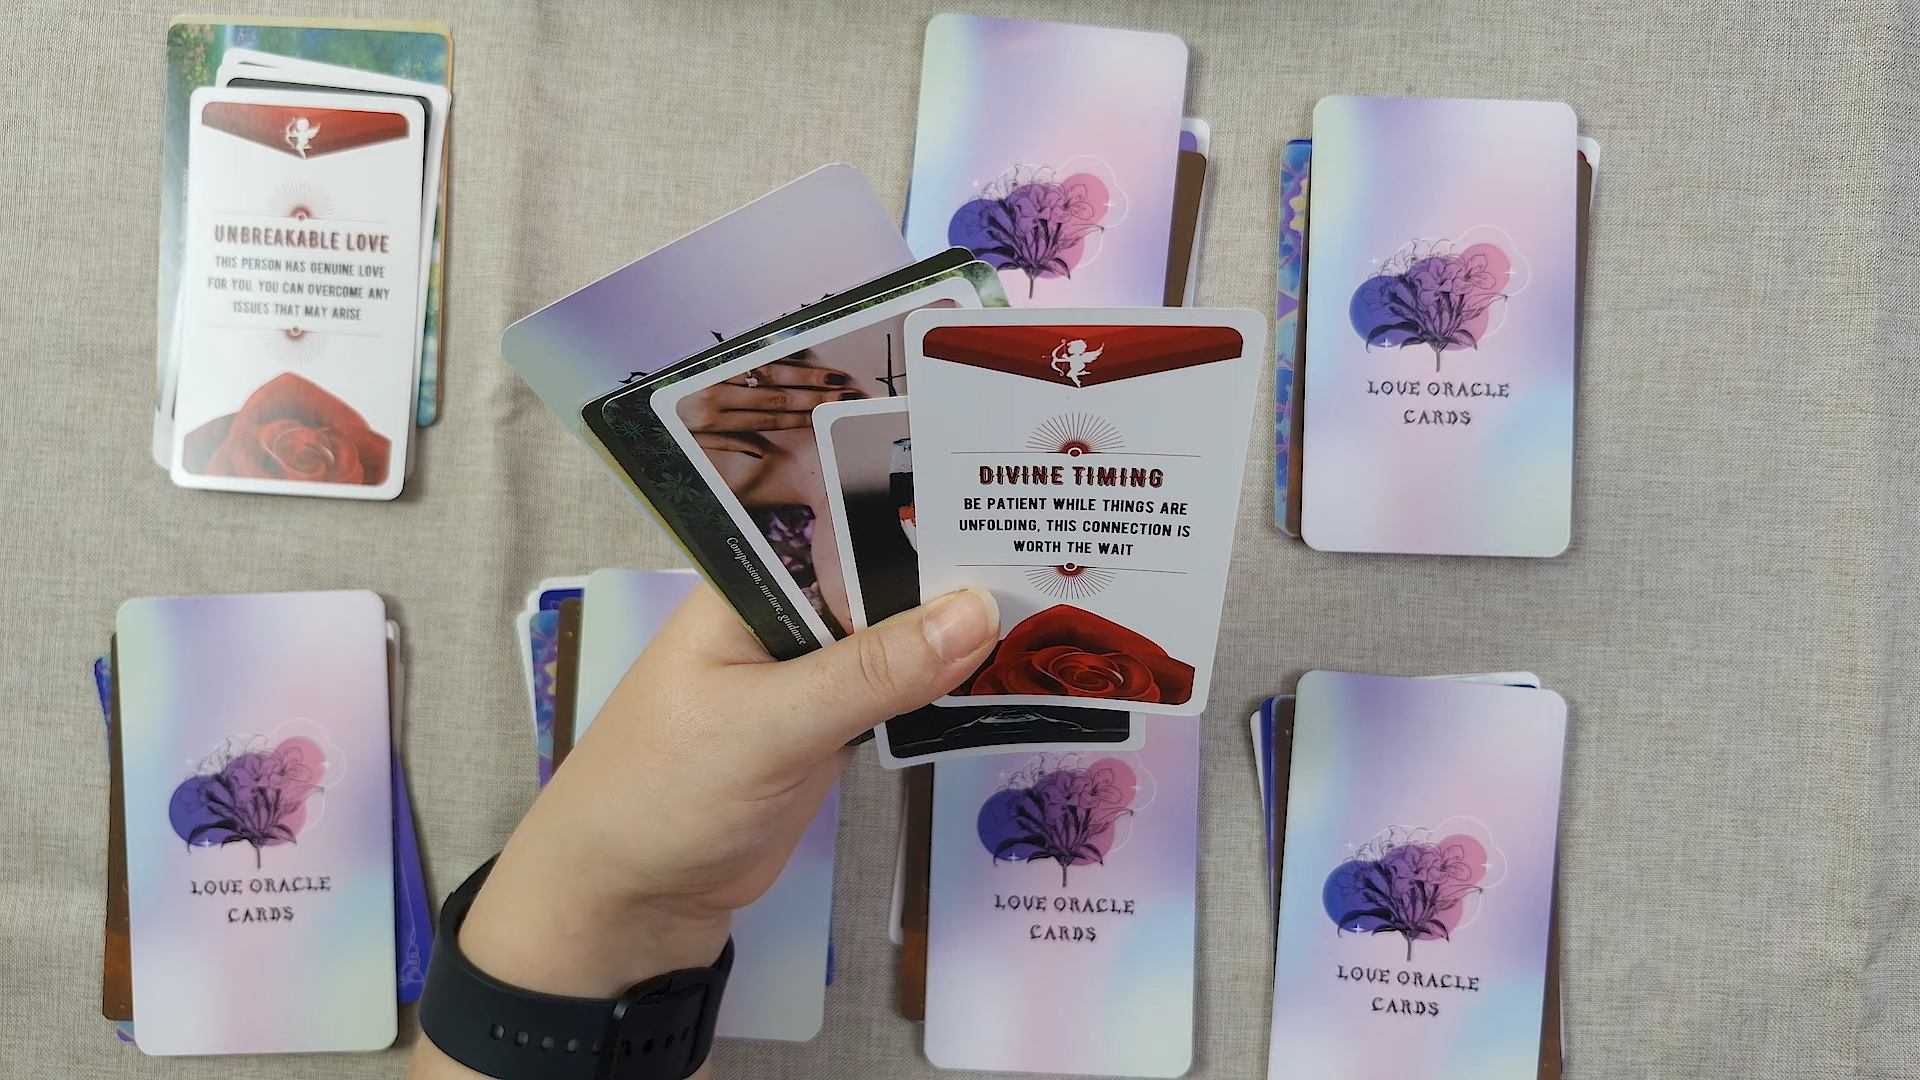 UNBREAKABLE LOVE
THIS PERSON HAS GENUINE LOVE
FOR YOU, YOU CAN OVERCOME ANY
ISSUES THAT MAY ARISE
DIVINE TIMING
BE PATIENT WHILE THINGS ARE
UNFOLDING, THIS CONNECTION IS
WORTH THE WAIT
Compassion, nurture, guidance
LOVE ORACLE
CARDS
LOVE ORACLE
CARDS
LOVE ORACLE
CARDS
LOVE ORACLE
CARDS